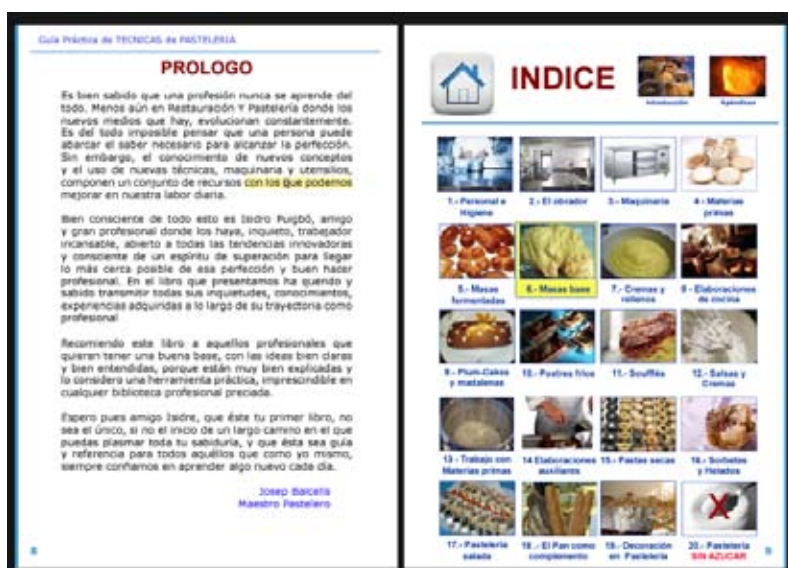 Guía Práctica de TECNICAS de PASTELERIA
PROLOGO
Es bien sabido que una profesión nunca se aprende del
todo. Menos aún en Restauración Y Pastelería donde los
nuevos medios que hay, evolucionan constantemente.
Es del todo imposible pensar que una persona puede
abarcar el saber necesario para alcanzar la perfección.
Sin embargo, el conocimiento de nuevos conceptos
y el uso de nuevas técnicas, maquinaria y utensilios,
componen un conjunto de recursos con los que podemos
mejorar en nuestra labor diaria.
Bien consciente de todo esto es Isidro Puigbó, amigo
y gran profesional donde los haya, inquieto, trabajador
incansable, abierto a todas las tendencias innovadoras
y consciente de un espíritu de superación para llegar
lo más cerca posible de esa perfección y buen hacer
profesional. En el libro que presentamos ha querido y
sabido transmitir todas sus inquietudes, conocimientos,
experiencias adquiridas a lo largo de su trayectoria como
profesional
Recomiendo este libro a aquellos profesionales que
quieran tener una buena base, con las ideas bien claras
y bien entendidas, porque están muy bien explicadas y
lo considero una herramienta práctica, imprescindible en
cualquier biblioteca profesional preciada.
Espero pues amigo Isidre, que éste tu primer libro, no
sea el único, si no el inicio de un largo camino en el que
puedas plasmar toda tu sabiduría, y que ésta sea guía
y referencia para todos aquéllos que como yo mismo,
siempre confiamos en aprender algo nuevo cada día.
Josep Balcells
Maestro Pastelero
8
INDICE
Introducción
Apéndices
1.- Personal e
Higiene
2.- El obrador
3.- Maquinaria
4.- Materias
primas
5.- Masas
fermentadas
6.- Masas base
7.- Cremas y
rellenos
8 - Elaboraciones
de cocina
9.- Plum-Cakes
y madalenas
10.- Postres fríos
11.- Soufflés
12.- Salsas y
Cremas
13 - Trabajo con
Materias primas
14 Elaboraciones
auxiliares
15.- Pastas secas
16.- Sorbetes
y Helados
17.- Pastelería
salada
18.- El Pan como
complemento
19.- Decoración
en Pastelería
20.- Pastelería
SIN AZUCAR
X
9